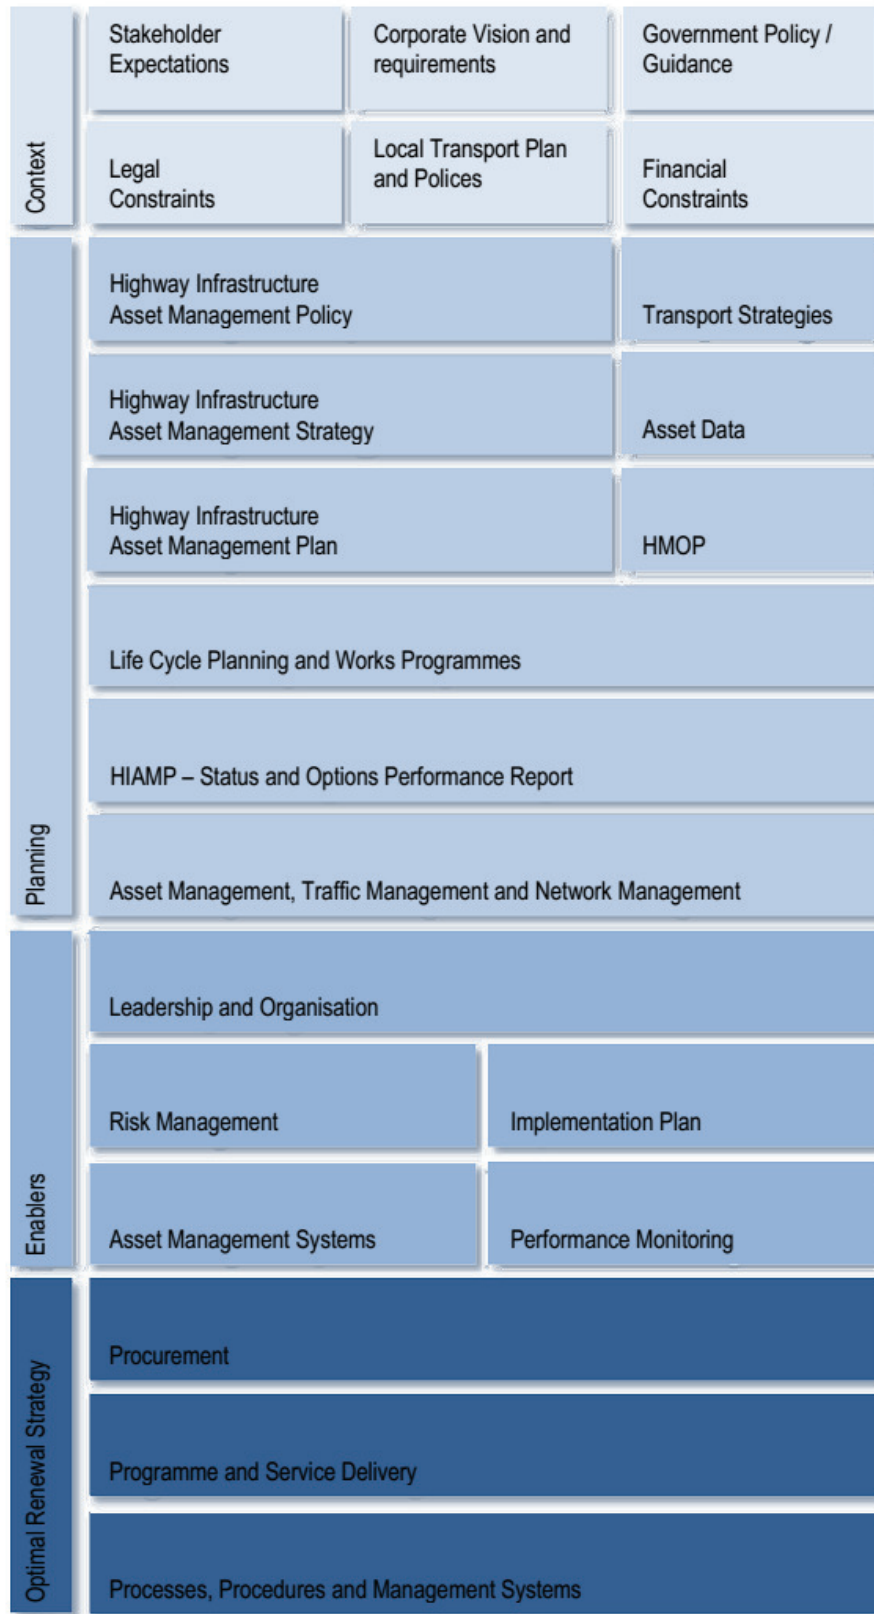 Context
Stakeholder
Expectations
Corporate Vision and
requirements
Government Policy /
Guidance
Legal
Constraints
Local Transport Plan
and Polices
Financial
Constraints
Planning
Highway Infrastructure
Asset Management Policy
Transport Strategies
Highway Infrastructure
Asset Management Strategy
Asset Data
Highway Infrastructure
Asset Management Plan
HMOP
Life Cycle Planning and Works Programmes
HIAMP – Status and Options Performance Report
Asset Management, Traffic Management and Network Management
Enablers
Leadership and Organisation
Risk Management
Implementation Plan
Asset Management Systems
Performance Monitoring
Optimal Renewal Strategy
Procurement
Programme and Service Delivery
Processes, Procedures and Management Systems